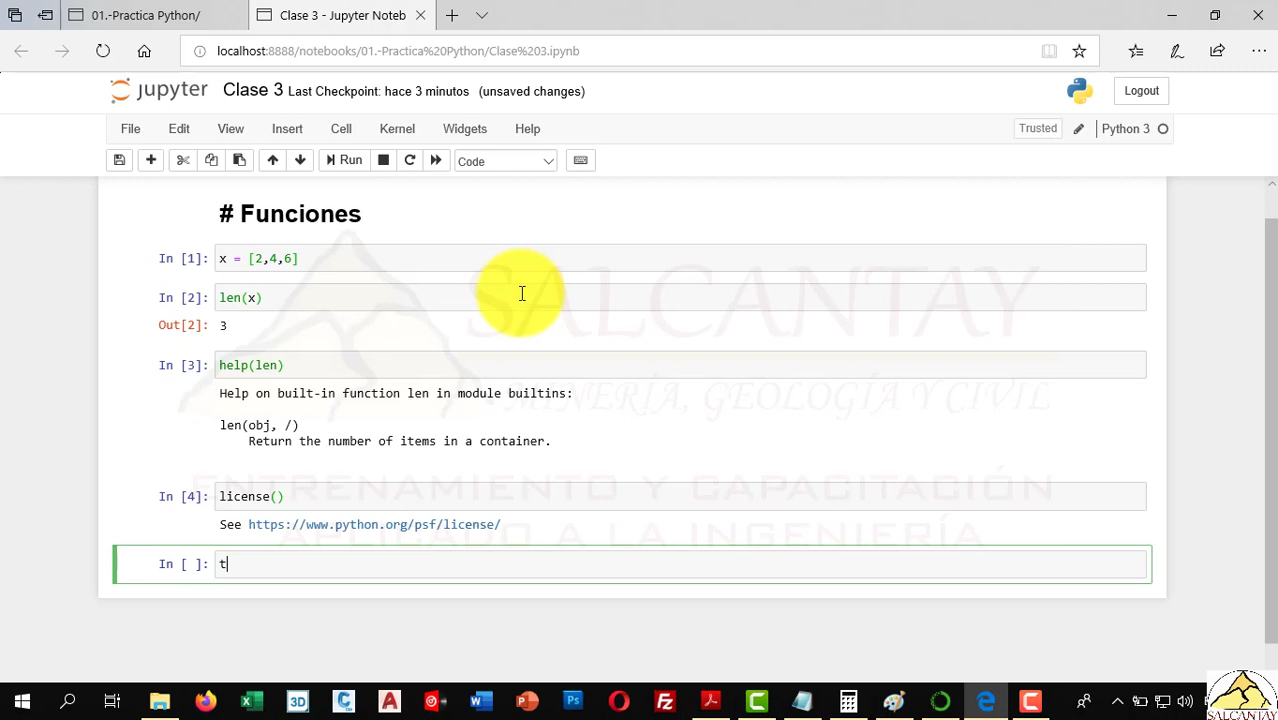 01.-Practica Python/
Clase 3 - Jupyter Noteb
localhost:8888/notebooks/01.-Practica%20Python/Clase%203.ipynb
jupyter Clase 3 Last Checkpoint: hace 3 minutos (unsaved changes)
Logout
File Edit View Insert Cell Kernel Widgets Help
Trusted Python 3
Run Code
# Funciones
In [1]: x = [2,4,6]
In [2]: len(x)
Out[2]: 3
In [3]: help(len)
Help on built-in function len in module builtins:
len(obj, /)
Return the number of items in a container.
In [4]: license()
See https://www.python.org/psf/license/
In [ ]: t
SALCANTAY
MINERÍA, GEOLOGÍA Y CIVIL
ENTRENAMIENTO Y CAPACITACIÓN
APLICADO A LA INGENIERÍA
SALCANTAY